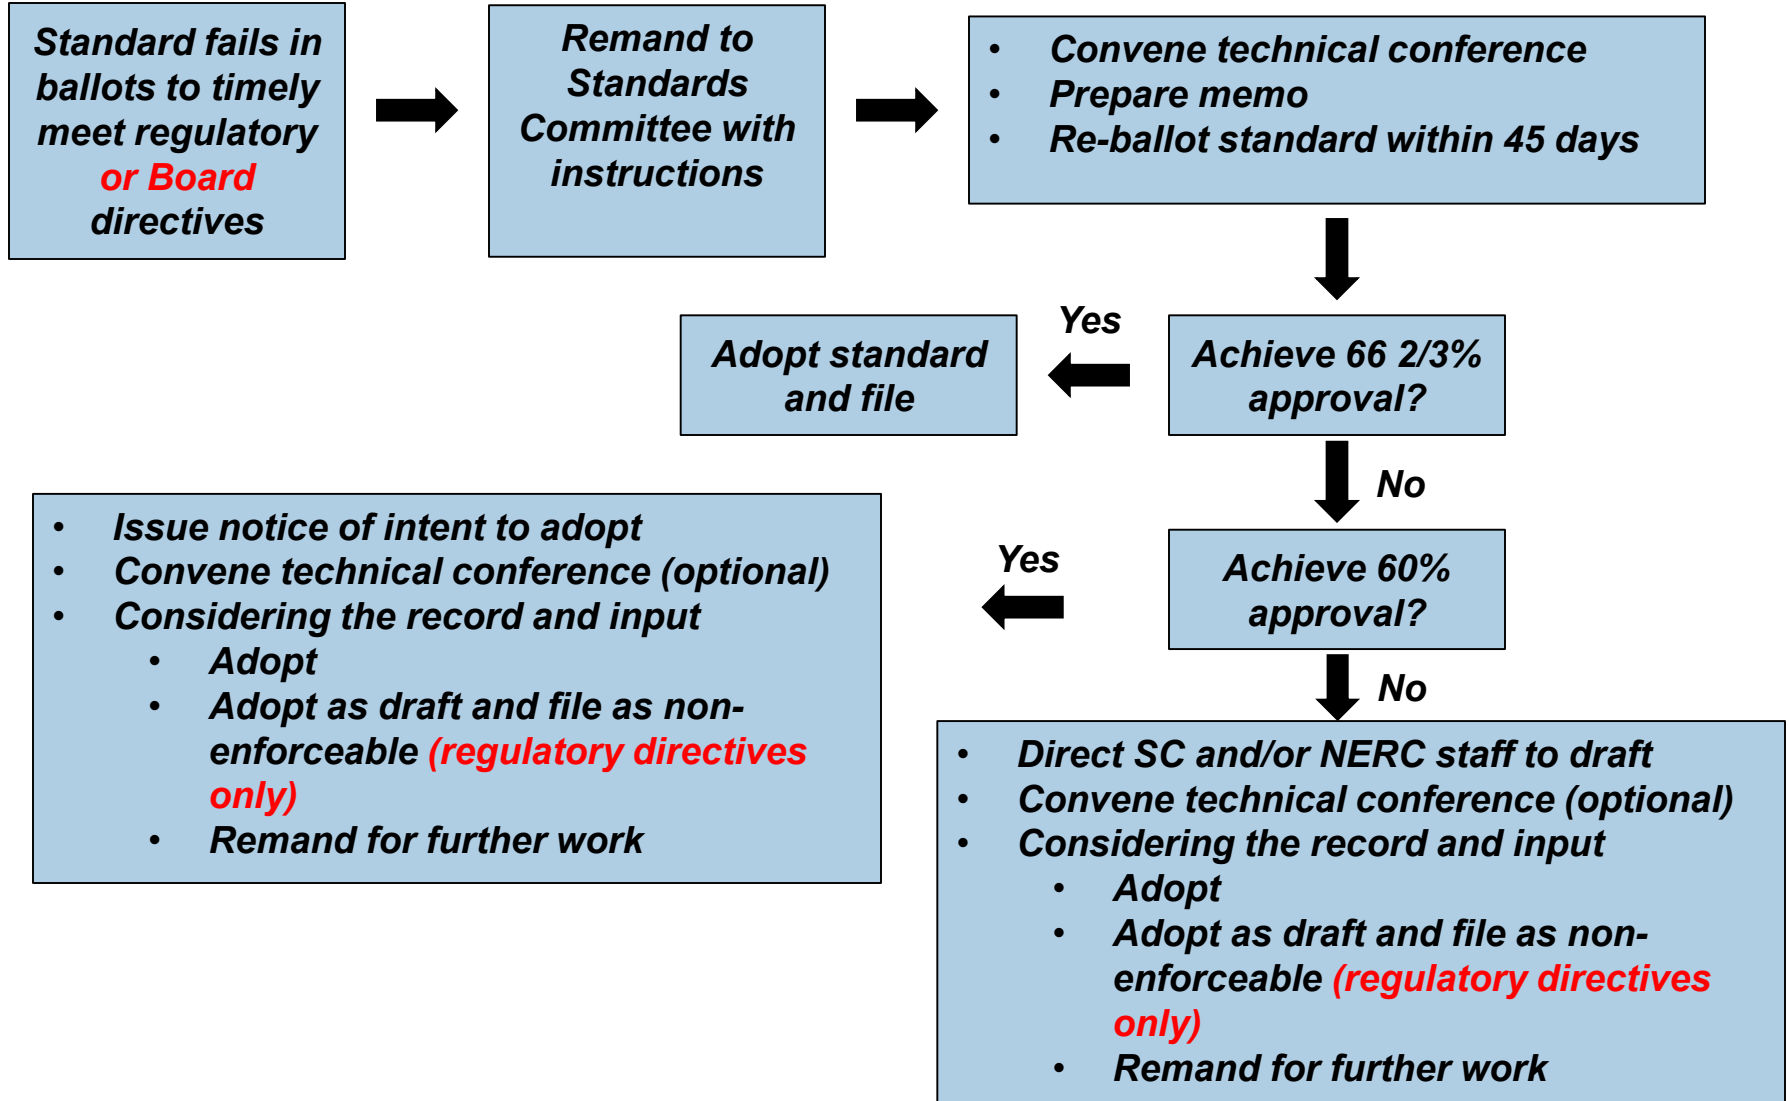 Standard fails in
ballots to timely
meet regulatory
or Board
directives
Remand to
Standards
Committee with
instructions
• Convene technical conference
• Prepare memo
• Re-ballot standard within 45 days
Achieve 66 2/3%
approval?
Yes
Adopt standard
and file
No
Achieve 60%
approval?
Yes
• Issue notice of intent to adopt
• Convene technical conference (optional)
• Considering the record and input
• Adopt
• Adopt as draft and file as non-
enforceable (regulatory directives
only)
• Remand for further work
No
• Direct SC and/or NERC staff to draft
• Convene technical conference (optional)
• Considering the record and input
• Adopt
• Adopt as draft and file as non-
enforceable (regulatory directives
only)
• Remand for further work